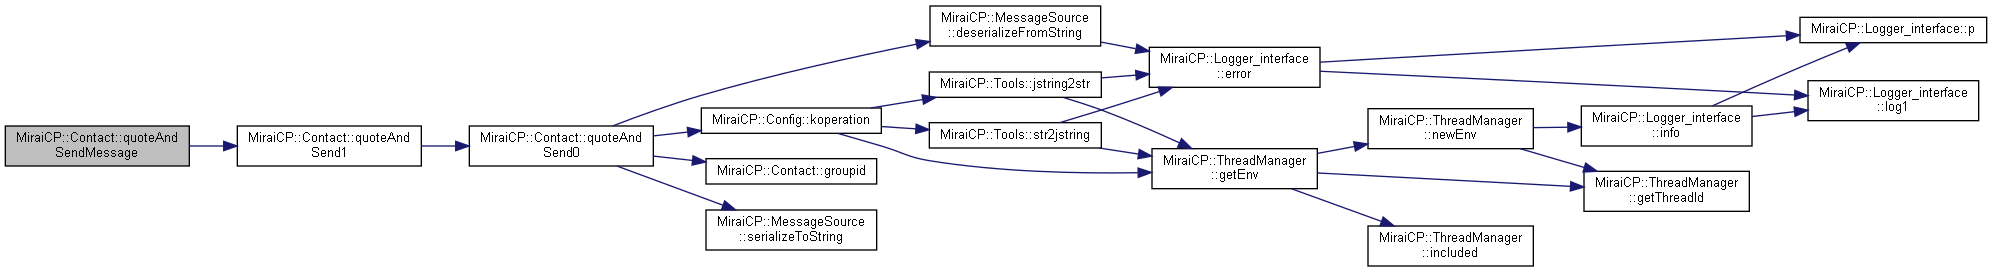 MiraiCP::Contact::quoteAnd
SendMessage
MiraiCP::Contact::quoteAnd
Send1
MiraiCP::Contact::quoteAnd
Send0
MiraiCP::MessageSource
::deserializeFromString
MiraiCP::Config::koperation
MiraiCP::Contact::groupid
MiraiCP::MessageSource
::serializeToString
MiraiCP::Tools::jstring2str
MiraiCP::Tools::str2jstring
MiraiCP::Logger_interface
::error
MiraiCP::ThreadManager
::getEnv
MiraiCP::ThreadManager
::newEnv
MiraiCP::ThreadManager
::included
MiraiCP::Logger_interface
::info
MiraiCP::ThreadManager
::getThreadId
MiraiCP::Logger_interface::p
MiraiCP::Logger_interface
::log1